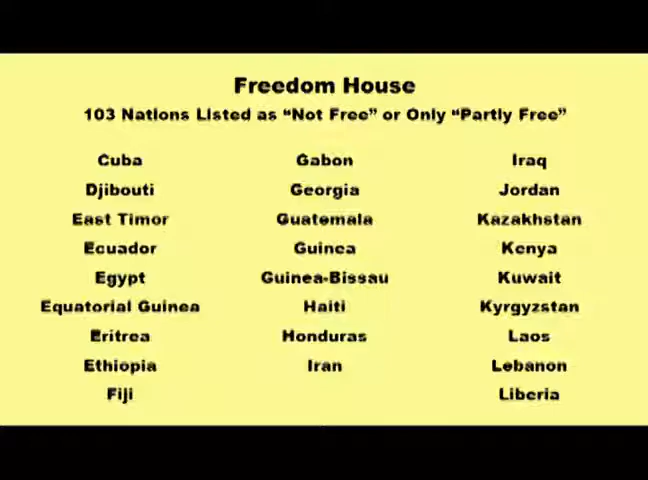 Freedom House
103 Nations Listed as “Not Free” or Only “Partly Free”
Cuba
Djibouti
East Timor
Ecuador
Egypt
Equatorial Guinea
Eritrea
Ethiopia
Fiji
Gabon
Georgia
Guatemala
Guinea
Guinea-Bissau
Haiti
Honduras
Iran
Iraq
Jordan
Kazakhstan
Kenya
Kuwait
Kyrgyzstan
Laos
Lebanon
Liberia